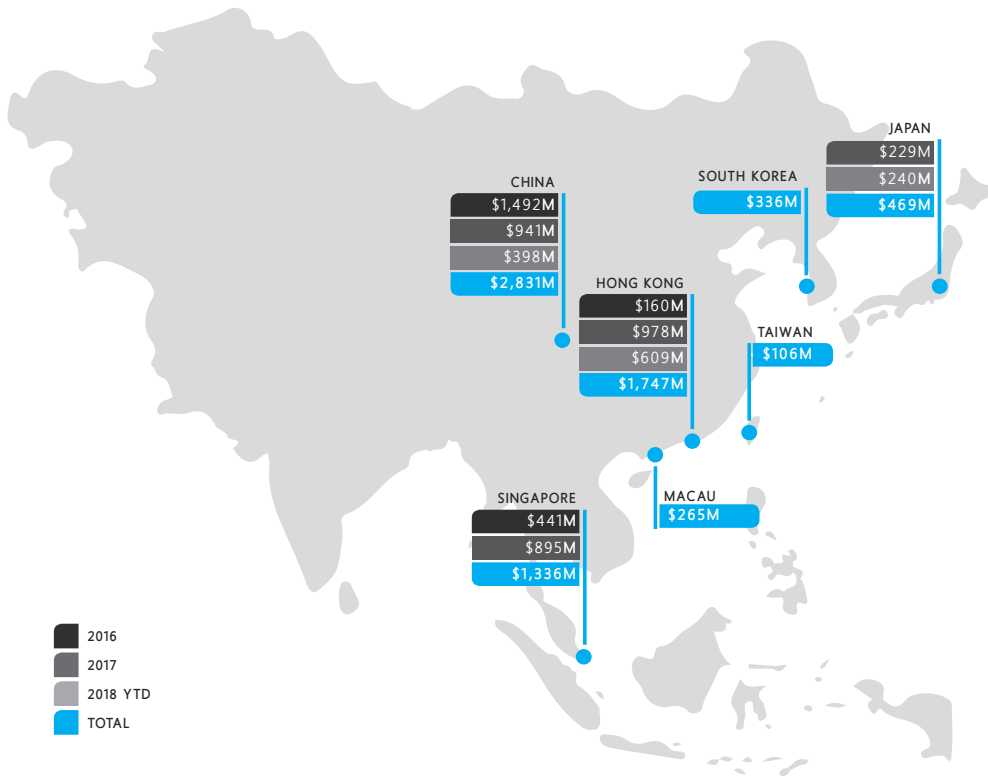 JAPAN
$229M
$240M
$469M
SOUTH KOREA
$336M
CHINA
$1,492M
$941M
$398M
$2,831M
HONG KONG
$160M
$978M
$609M
$1,747M
TAIWAN
$106M
MACAU
$265M
SINGAPORE
$441M
$895M
$1,336M
2016
2017
2018 YTD
TOTAL